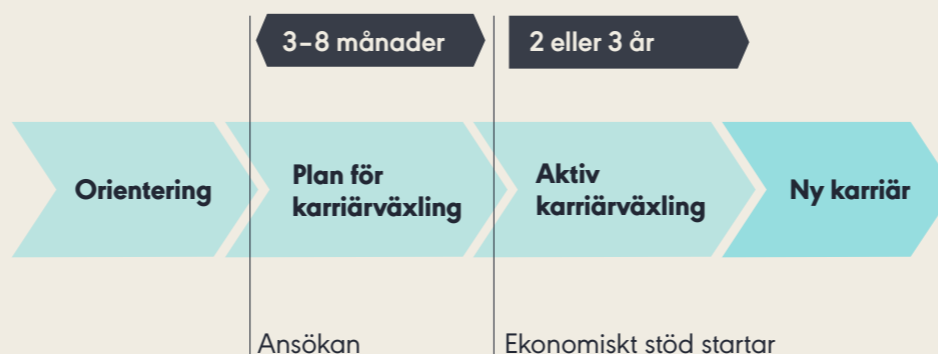 3–8 månader
2 eller 3 år
Orientering
Plan för
karriärväxling
Aktiv
karriärväxling
Ny karriär
Ansökan
Ekonomiskt stöd startar